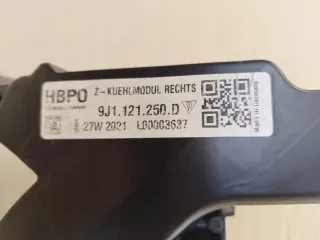 HBPO
Z-KUEHLMODUL RECHTS
9J1.121.250.D
27W 2021 L00003637
Made in Germany